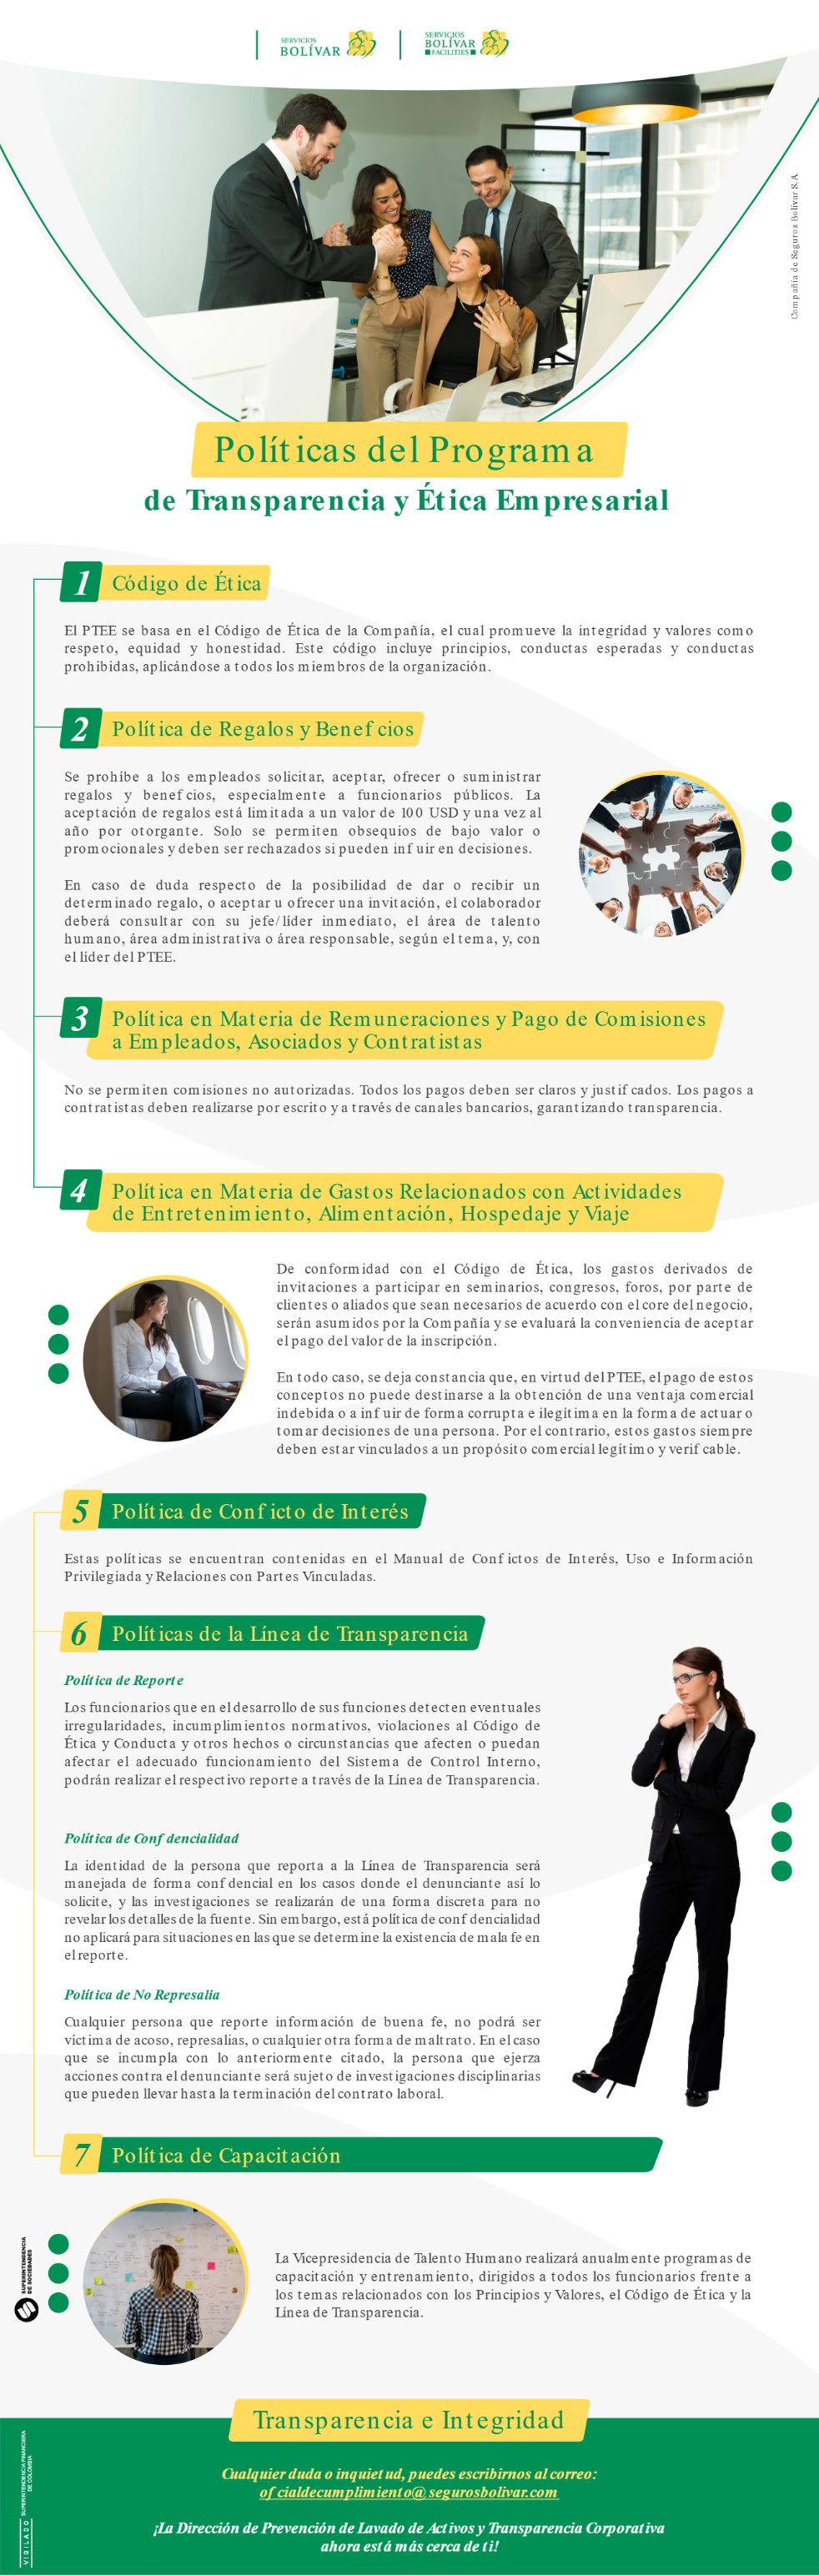 SERVICIOS
BOLÍVAR
SERVICIOS
BOLÍVAR
FACILITIES
Compañía de Seguros Bolívar S.A.
Políticas del Programa
de Transparencia y Ética Empresarial
1 Código de Ética
El PTEE se basa en el Código de Ética de la Compañía, el cual promueve la integridad y valores como
respeto, equidad y honestidad. Este código incluye principios, conductas esperadas y conductas
prohibidas, aplicándose a todos los miembros de la organización.
2 Política de Regalos y Benef cios
Se prohíbe a los empleados solicitar, aceptar, ofrecer o suministrar
regalos y benef cios, especialmente a funcionarios públicos. La
aceptación de regalos está limitada a un valor de 100 USD y una vez al
año por otorgante. Solo se permiten obsequios de bajo valor o
promocionales y deben ser rechazados si pueden inf uir en decisiones.
En caso de duda respecto de la posibilidad de dar o recibir un
determinado regalo, o aceptar u ofrecer una invitación, el colaborador
deberá consultar con su jefe/líder inmediato, el área de talento
humano, área administrativa o área responsable, según el tema, y, con
el líder del PTEE.
3 Política en Materia de Remuneraciones y Pago de Comisiones
a Empleados, Asociados y Contratistas
No se permiten comisiones no autorizadas. Todos los pagos deben ser claros y justif cados. Los pagos a
contratistas deben realizarse por escrito y a través de canales bancarios, garantizando transparencia.
4 Política en Materia de Gastos Relacionados con Actividades
de Entretenimiento, Alimentación, Hospedaje y Viaje
De conformidad con el Código de Ética, los gastos derivados de
invitaciones a participar en seminarios, congresos, foros, por parte de
clientes o aliados que sean necesarios de acuerdo con el core del negocio,
serán asumidos por la Compañía y se evaluará la conveniencia de aceptar
el pago del valor de la inscripción.
En todo caso, se deja constancia que, en virtud del PTEE, el pago de estos
conceptos no puede destinarse a la obtención de una ventaja comercial
indebida o a inf uir de forma corrupta e ilegítima en la forma de actuar o
tomar decisiones de una persona. Por el contrario, estos gastos siempre
deben estar vinculados a un propósito comercial legítimo y verif cable.
5 Política de Conf icto de Interés
Estas políticas se encuentran contenidas en el Manual de Conf ictos de Interés, Uso e Información
Privilegiada y Relaciones con Partes Vinculadas.
6 Políticas de la Línea de Transparencia
Política de Reporte
Los funcionarios que en el desarrollo de sus funciones detecten eventuales
irregularidades, incumplimientos normativos, violaciones al Código de
Ética y Conducta y otros hechos o circunstancias que afecten o puedan
afectar el adecuado funcionamiento del Sistema de Control Interno,
podrán realizar el respectivo reporte a través de la Línea de Transparencia.
Política de Conf dencialidad
La identidad de la persona que reporta a la Línea de Transparencia será
manejada de forma conf dencial en los casos donde el denunciante así lo
solicite, y las investigaciones se realizarán de una forma discreta para no
revelar los detalles de la fuente. Sin embargo, está política de conf dencialidad
no aplicará para situaciones en las que se determine la existencia de mala fe en
el reporte.
Política de No Represalia
Cualquier persona que reporte información de buena fe, no podrá ser
víctima de acoso, represalias, o cualquier otra forma de maltrato. En el caso
que se incumpla con lo anteriormente citado, la persona que ejerza
acciones contra el denunciante será sujeto de investigaciones disciplinarias
que pueden llevar hasta la terminación del contrato laboral.
7 Política de Capacitación
La Vicepresidencia de Talento Humano realizará anualmente programas de
capacitación y entrenamiento, dirigidos a todos los funcionarios frente a
los temas relacionados con los Principios y Valores, el Código de Ética y la
Línea de Transparencia.
SUPERINTENDENCIA
DE SOCIEDADES
Transparencia e Integridad
Cualquier duda o inquietud, puedes escribirnos al correo:
of cialdecumplimiento@segurosbolivar.com
¡La Dirección de Prevención de Lavado de Activos y Transparencia Corporativa
ahora está más cerca de ti!
VIGILADO
SUPERINTENDENCIA FINANCIERA
DE COLOMBIA